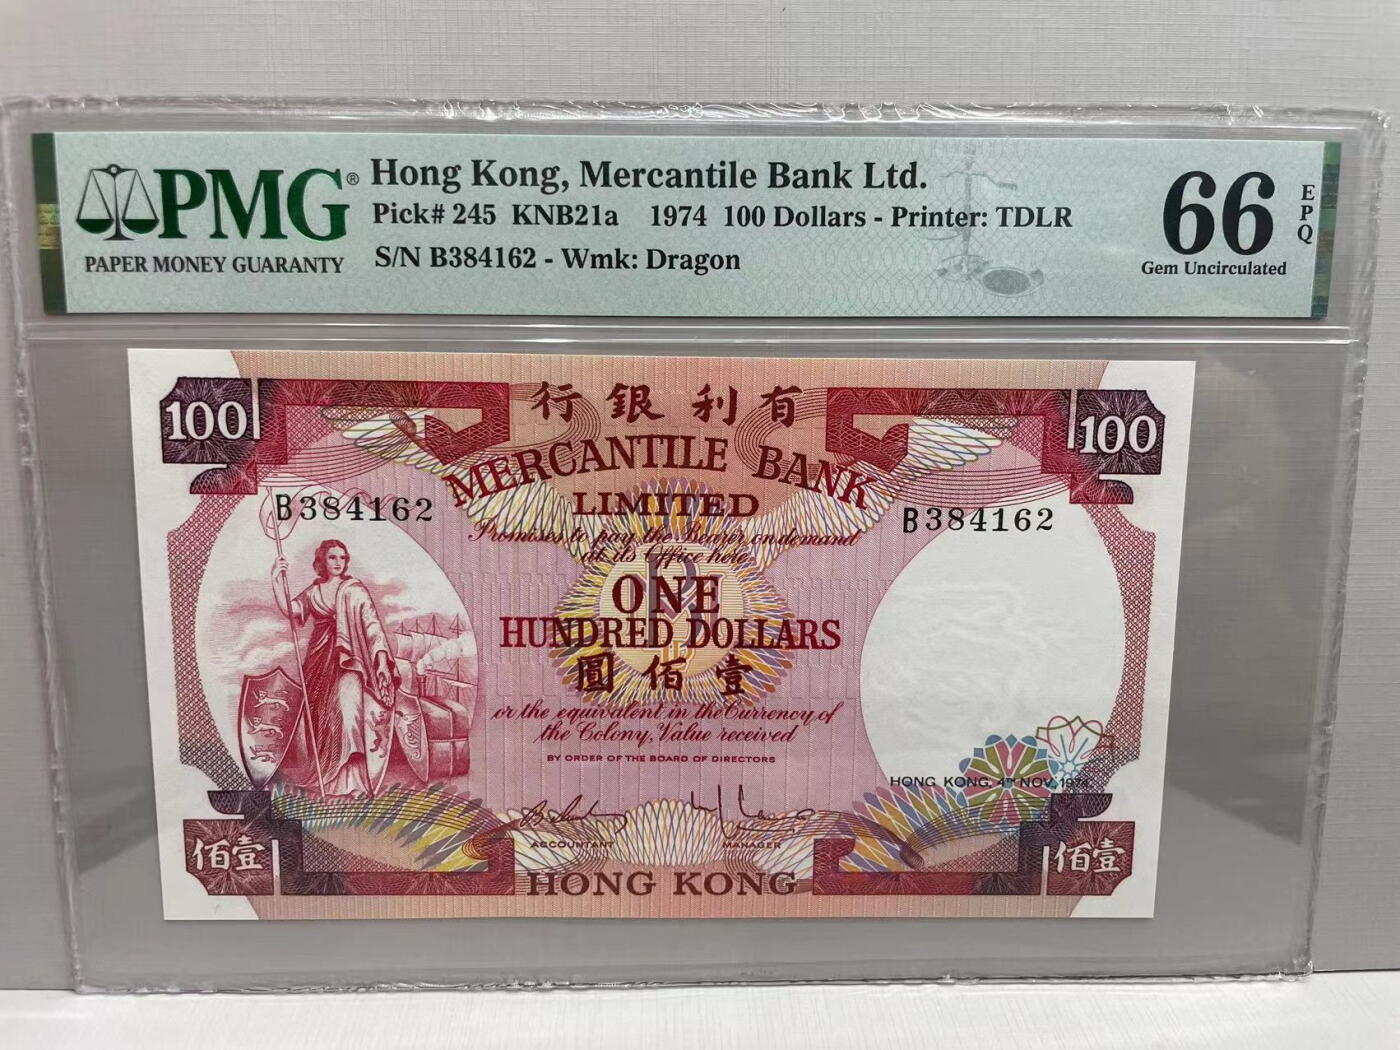 PMG®
PAPER MONEY GUARANTY
Hong Kong, Mercantile Bank Ltd.
Pick# 245 KNB21a 1974 100 Dollars - Printer: TDLR
S/N B384162 - Wmk: Dragon
66
EPQ
Gem Uncirculated
行銀利有
100
100
MERCANTILE BANK
LIMITED
B384162
B384162
Promises to pay the Bearer on demand
at its Office here
ONE
HUNDRED DOLLARS
圓佰壹
or the equivalent in the Currency of
the Colony, Value received
BY ORDER OF THE BOARD OF DIRECTORS
HONG KONG, 4TH NOV. 1974
ACCOUNTANT
MANAGER
佰壹
佰壹
HONG KONG